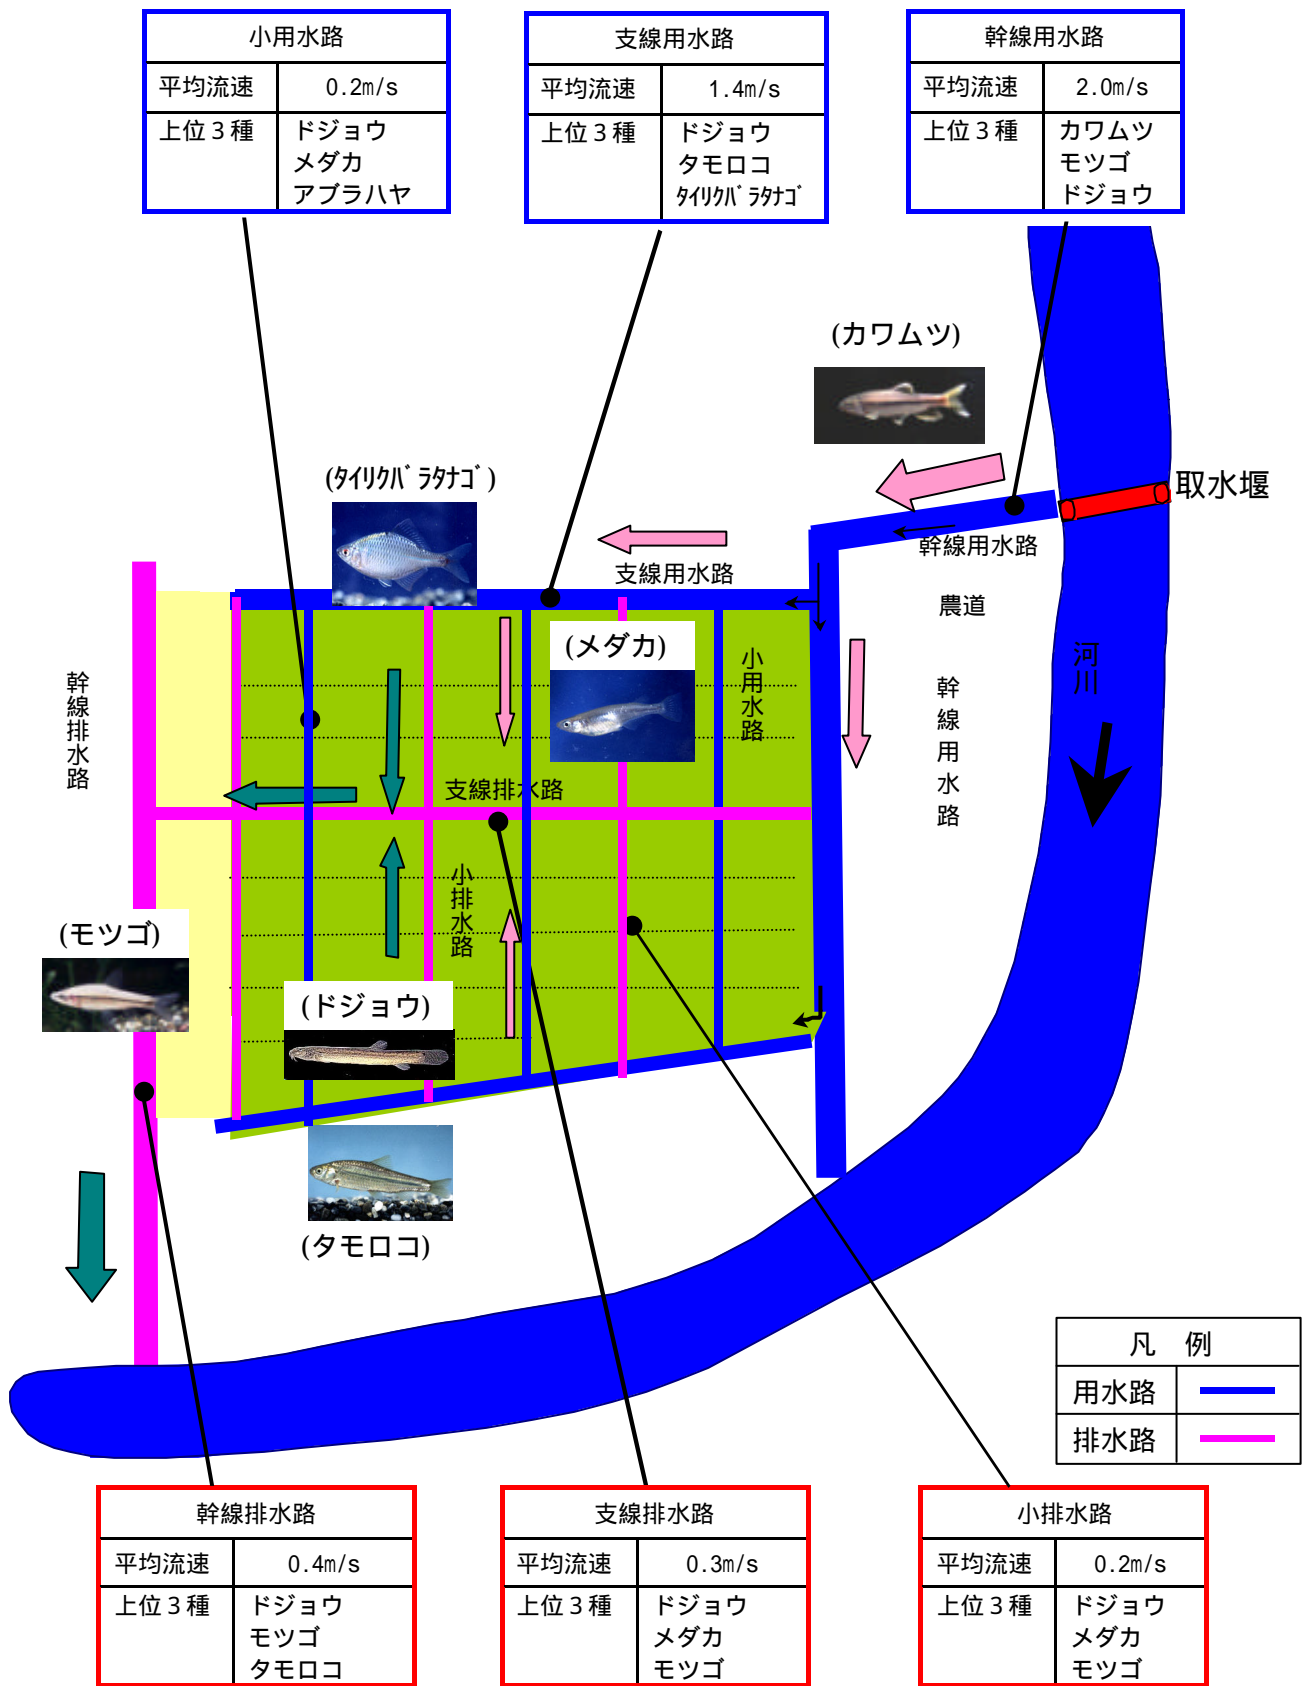 小用水路
平均流速 0.2m/s
上位３種 ドジョウ
メダカ
アブラハヤ
支線用水路
平均流速 1.4m/s
上位３種 ドジョウ
タモロコ
ﾀｲﾘｸﾊﾞﾗﾀﾅｺﾞ
幹線用水路
平均流速 2.0m/s
上位３種 カワムツ
モツゴ
ドジョウ
(カワムツ)
(ﾀｲﾘｸﾊﾞﾗﾀﾅｺﾞ)
取水堰
幹線用水路
支線用水路
農道
(メダカ)
小用水路
河川
幹線排水路
幹線用水路
支線排水路
小排水路
(モツゴ)
(ドジョウ)
(タモロコ)
凡 例
用水路
排水路
幹線排水路
平均流速 0.4m/s
上位３種 ドジョウ
モツゴ
タモロコ
支線排水路
平均流速 0.3m/s
上位３種 ドジョウ
メダカ
モツゴ
小排水路
平均流速 0.2m/s
上位３種 ドジョウ
メダカ
モツゴ